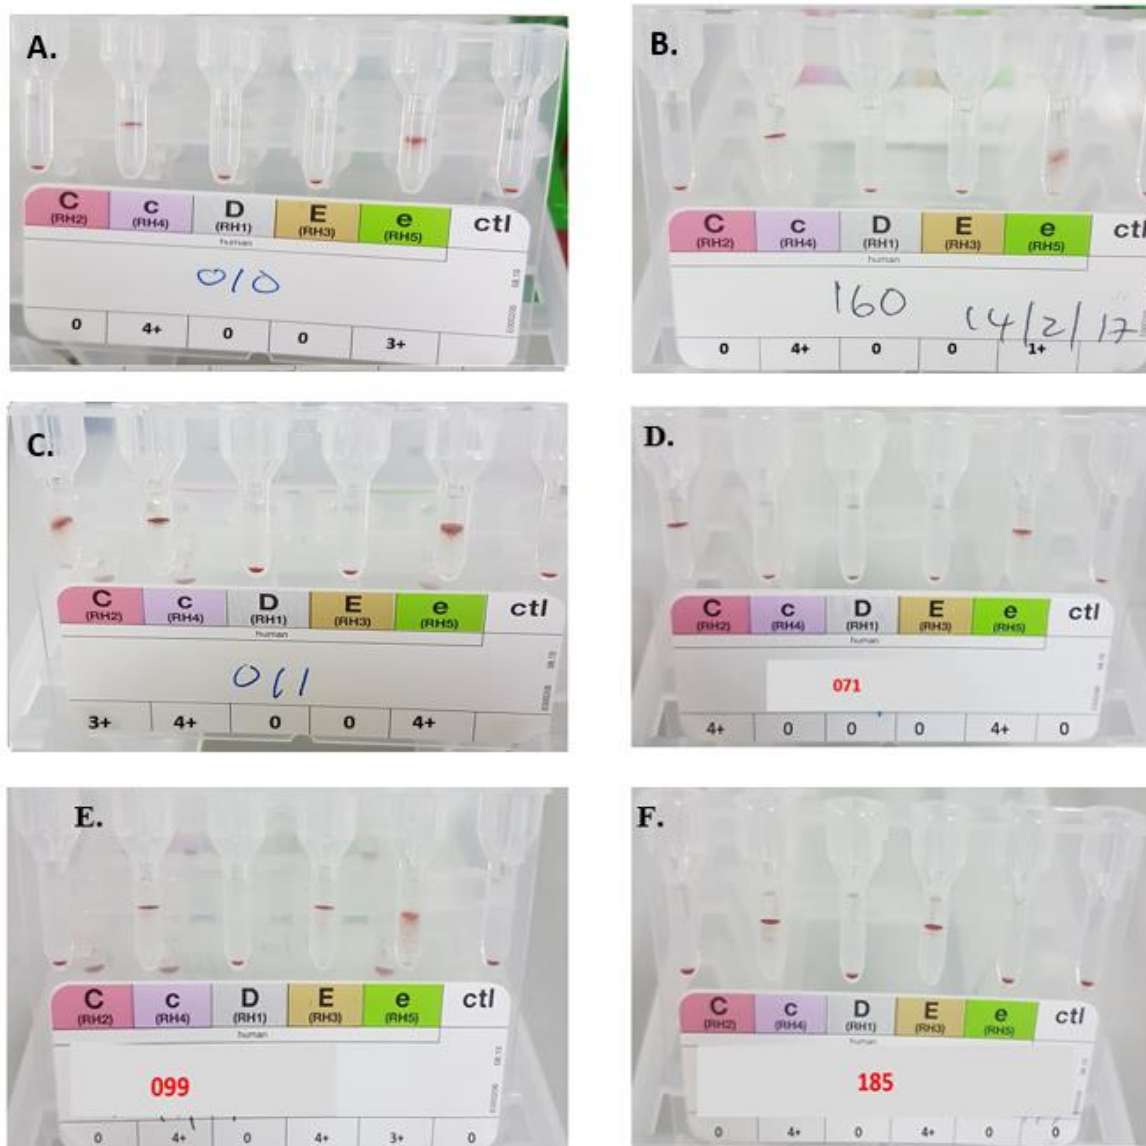 A.
C c D E e ctl
(RH2) (RH4) (RH1) (RH3) (RH5)
human
010
0 4+ 0 0 3+
B.
C c D E e ctl
(RH2) (RH4) (RH1) (RH3) (RH5)
human
160
14/2/17
0 4+ 0 0 1+
C.
C c D E e ctl
(RH2) (RH4) (RH1) (RH3) (RH5)
human
011
3+ 4+ 0 0 4+
D.
C c D E e ctl
(RH2) (RH4) (RH1) (RH3) (RH5)
human
071
4+ 0 0 0 4+ 0
E.
C c D E e ctl
(RH2) (RH4) (RH1) (RH3) (RH5)
human
099
0 4+ 0 4+ 3+ 0
F.
C c D E e ctl
(RH2) (RH4) (RH1) (RH3) (RH5)
human
185
0 4+ 0 4+ 0 0